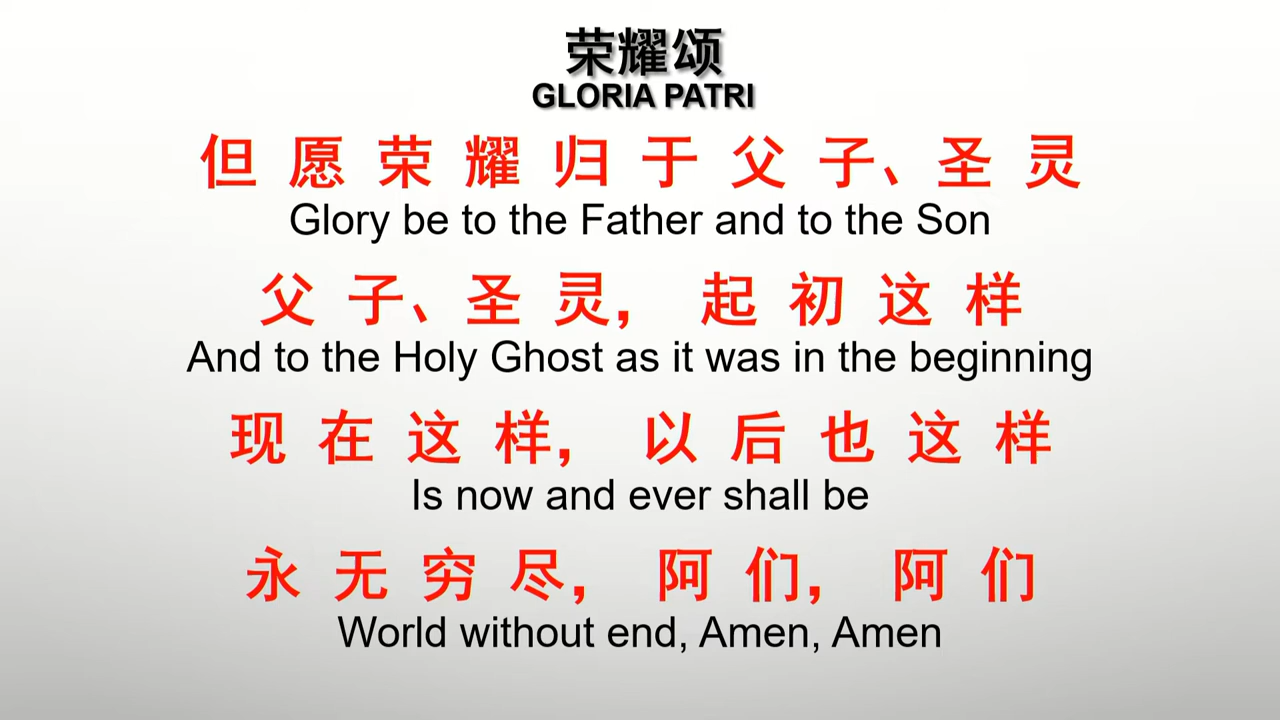 荣耀颂
GLORIA PATRI
但愿荣耀归于父子、圣灵
Glory be to the Father and to the Son
父子、圣灵，起初这样
And to the Holy Ghost as it was in the beginning
现在这样，以后也这样
Is now and ever shall be
永无穷尽，阿们，阿们
World without end, Amen, Amen